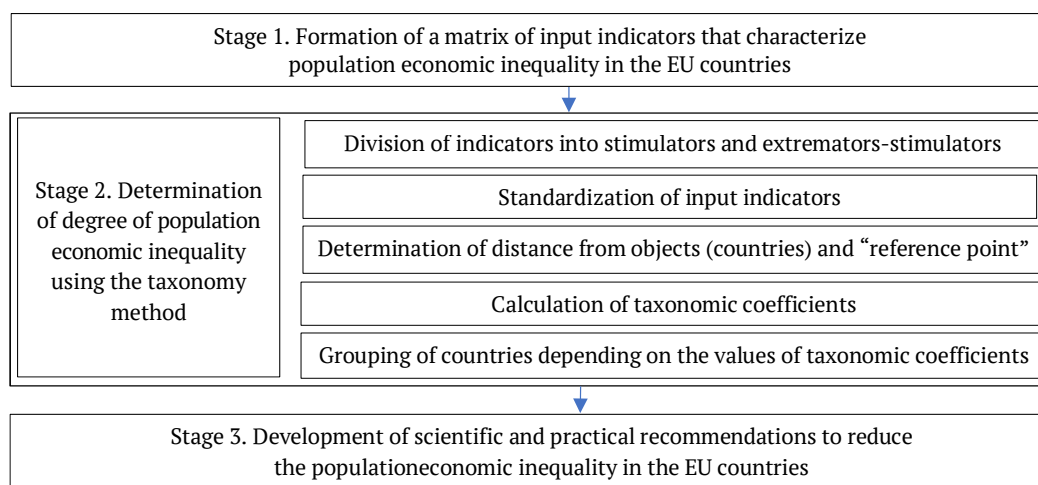 Stage 1. Formation of a matrix of input indicators that characterize
population economic inequality in the EU countries
Stage 2. Determination
of degree of population
economic inequality
using the taxonomy
method
Division of indicators into stimulators and extremators-stimulators
Standardization of input indicators
Determination of distance from objects (countries) and “reference point”
Calculation of taxonomic coefficients
Grouping of countries depending on the values of taxonomic coefficients
Stage 3. Development of scientific and practical recommendations to reduce
the populationeconomic inequality in the EU countries